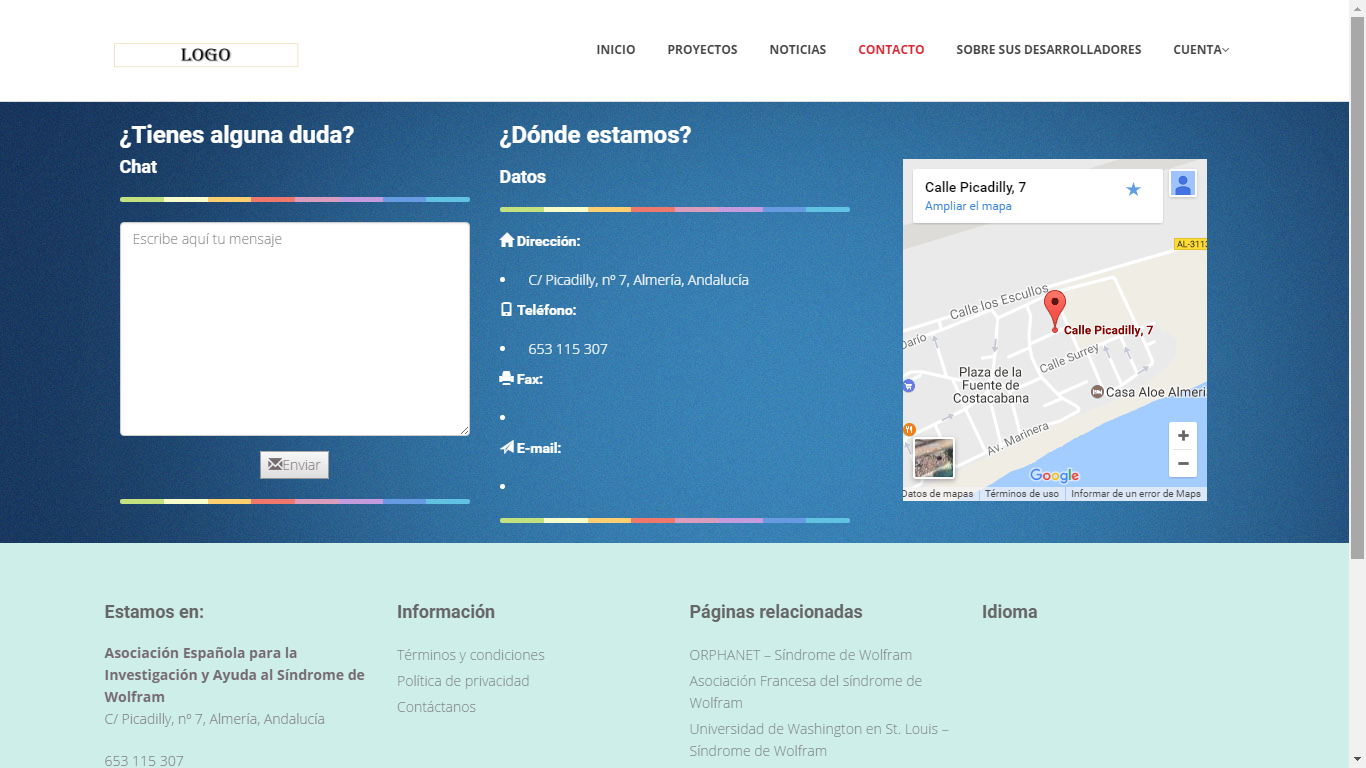 LOGO
INICIO PROYECTOS NOTICIAS CONTACTO SOBRE SUS DESARROLLADORES CUENTA
¿Tienes alguna duda?
Chat
Escribe aquí tu mensaje
Enviar
¿Dónde estamos?
Datos
Dirección:
C/ Picadilly, nº 7, Almería, Andalucía
Teléfono:
653 115 307
Fax:
E-mail:
Calle Picadilly, 7
Ampliar el mapa
AL-3113
Calle los Escullos
Calle Picadilly, 7
Darío
Calle Surrey
Plaza de la
Fuente de
Costacabana
Casa Aloe Almeri
Av. Marinera
Google
Datos de mapas Términos de uso Informar de un error de Maps
Estamos en:
Asociación Española para la
Investigación y Ayuda al Síndrome de
Wolfram
C/ Picadilly, nº 7, Almería, Andalucía
653 115 307
Información
Términos y condiciones
Política de privacidad
Contáctanos
Páginas relacionadas
ORPHANET – Síndrome de Wolfram
Asociación Francesa del síndrome de
Wolfram
Universidad de Washington en St. Louis –
Síndrome de Wolfram
Idioma